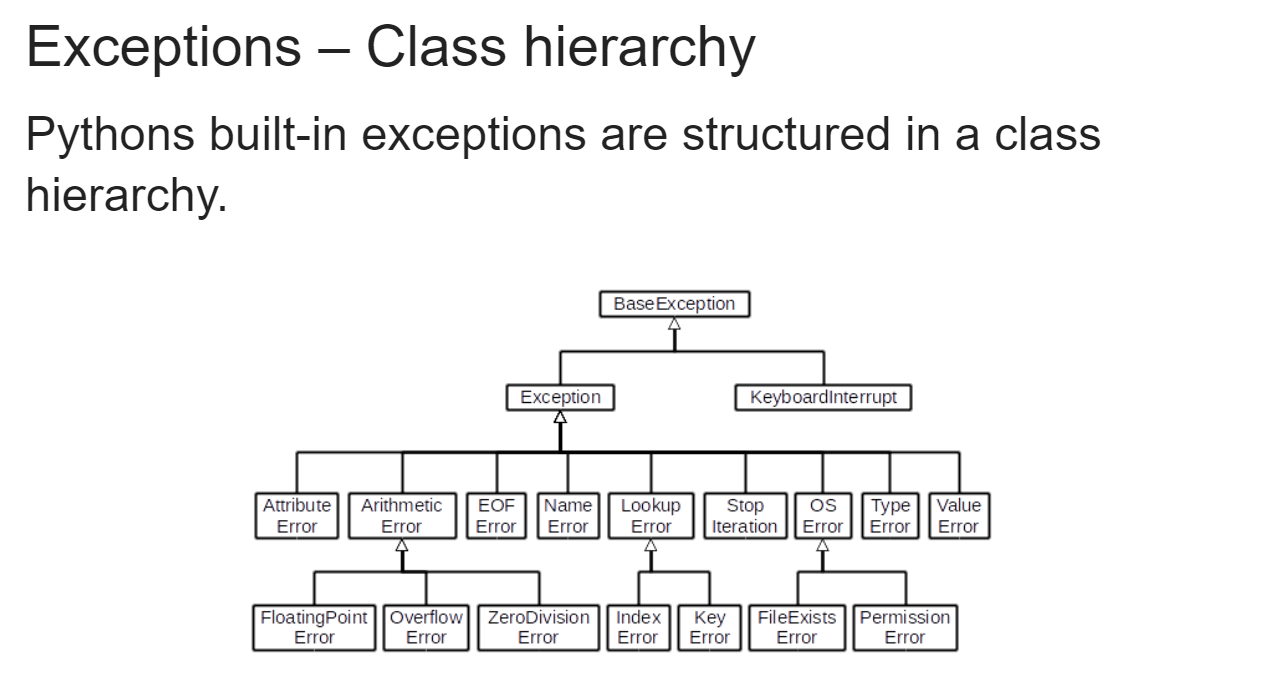 Exceptions – Class hierarchy
Pythons built-in exceptions are structured in a class
hierarchy.
BaseException
Exception
KeyboardInterrupt
Attribute
Error
Arithmetic
Error
EOF
Error
Name
Error
Lookup
Error
Stop
Iteration
OS
Error
Type
Error
Value
Error
FloatingPoint
Error
Overflow
Error
ZeroDivision
Error
Index
Error
Key
Error
FileExists
Error
Permission
Error